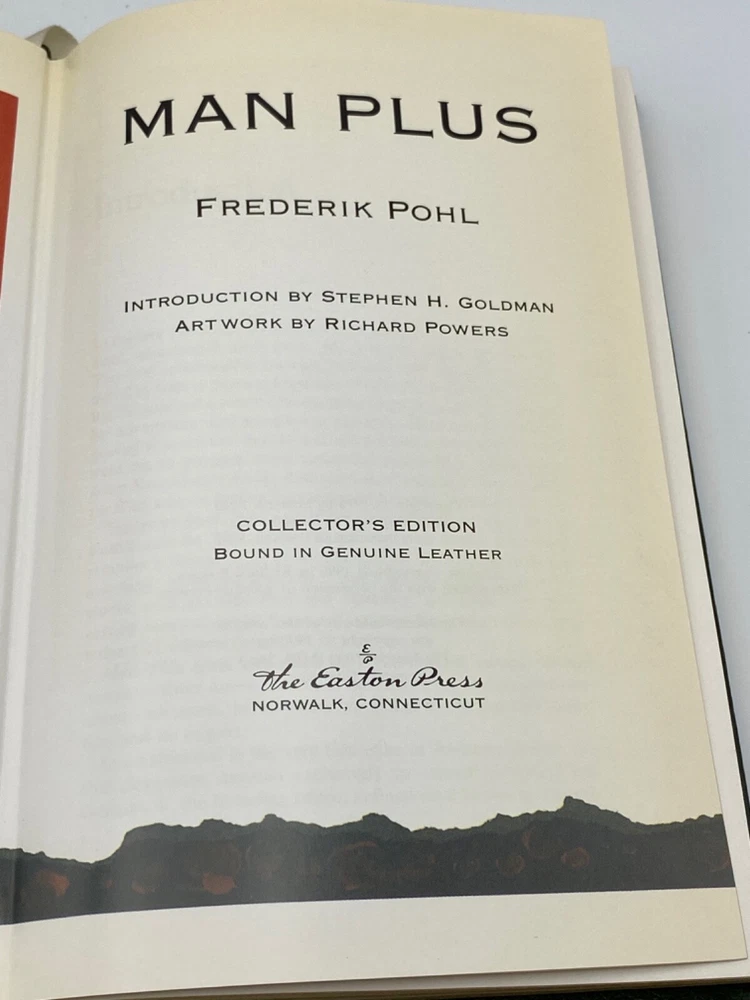 MAN PLUS
FREDERIK POHL
INTRODUCTION BY STEPHEN H. GOLDMAN
ARTWORK BY RICHARD POWERS
COLLECTOR'S EDITION
BOUND IN GENUINE LEATHER
E
P
The Easton Press
NORWALK, CONNECTICUT